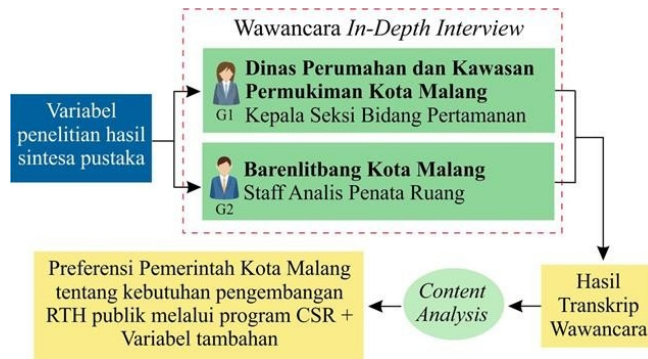 Wawancara In-Depth Interview
Variabel
penelitian hasil
sintesa pustaka
G1
Dinas Perumahan dan Kawasan
Permukiman Kota Malang
Kepala Seksi Bidang Pertamanan
G2
Barenlitbang Kota Malang
Staff Analis Penata Ruang
Hasil
Transkrip
Wawancara
Content
Analysis
Preferensi Pemerintah Kota Malang
tentang kebutuhan pengembangan
RTH publik melalui program CSR +
Variabel tambahan